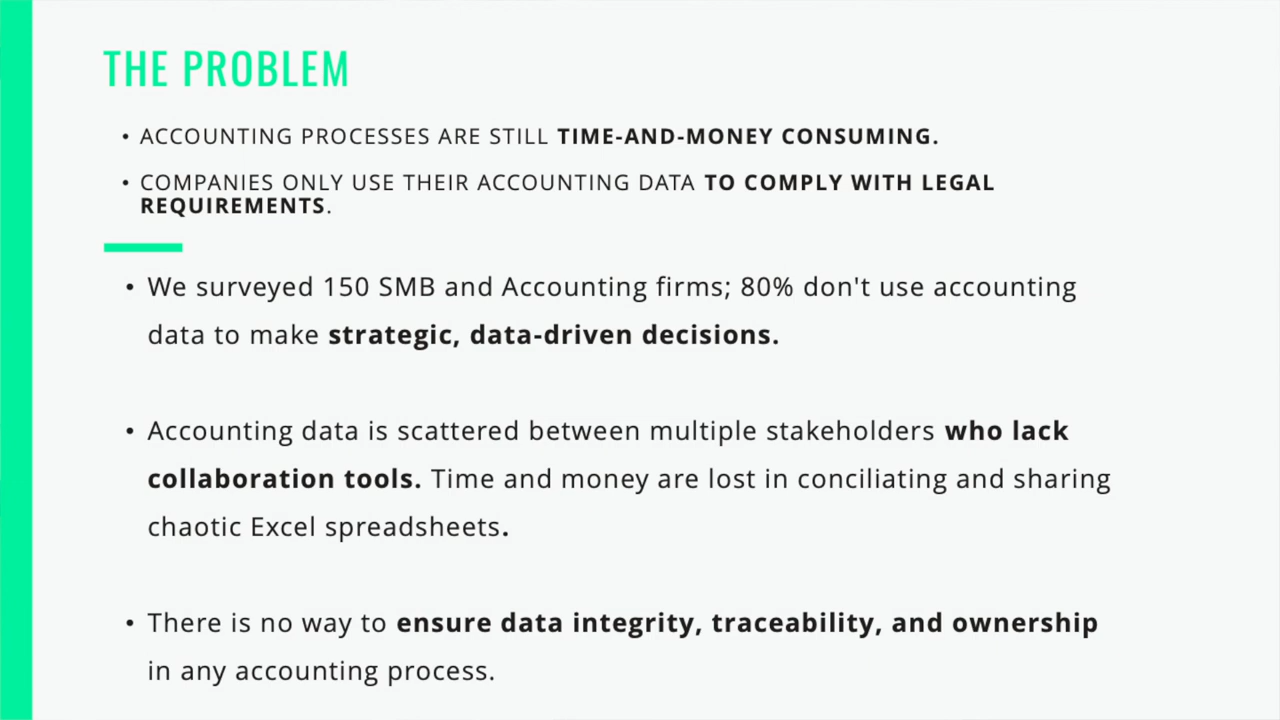 THE PROBLEM
• ACCOUNTING PROCESSES ARE STILL TIME-AND-MONEY CONSUMING.
• COMPANIES ONLY USE THEIR ACCOUNTING DATA TO COMPLY WITH LEGAL
REQUIREMENTS.
• We surveyed 150 SMB and Accounting firms; 80% don't use accounting
data to make strategic, data-driven decisions.
• Accounting data is scattered between multiple stakeholders who lack
collaboration tools. Time and money are lost in conciliating and sharing
chaotic Excel spreadsheets.
• There is no way to ensure data integrity, traceability, and ownership
in any accounting process.